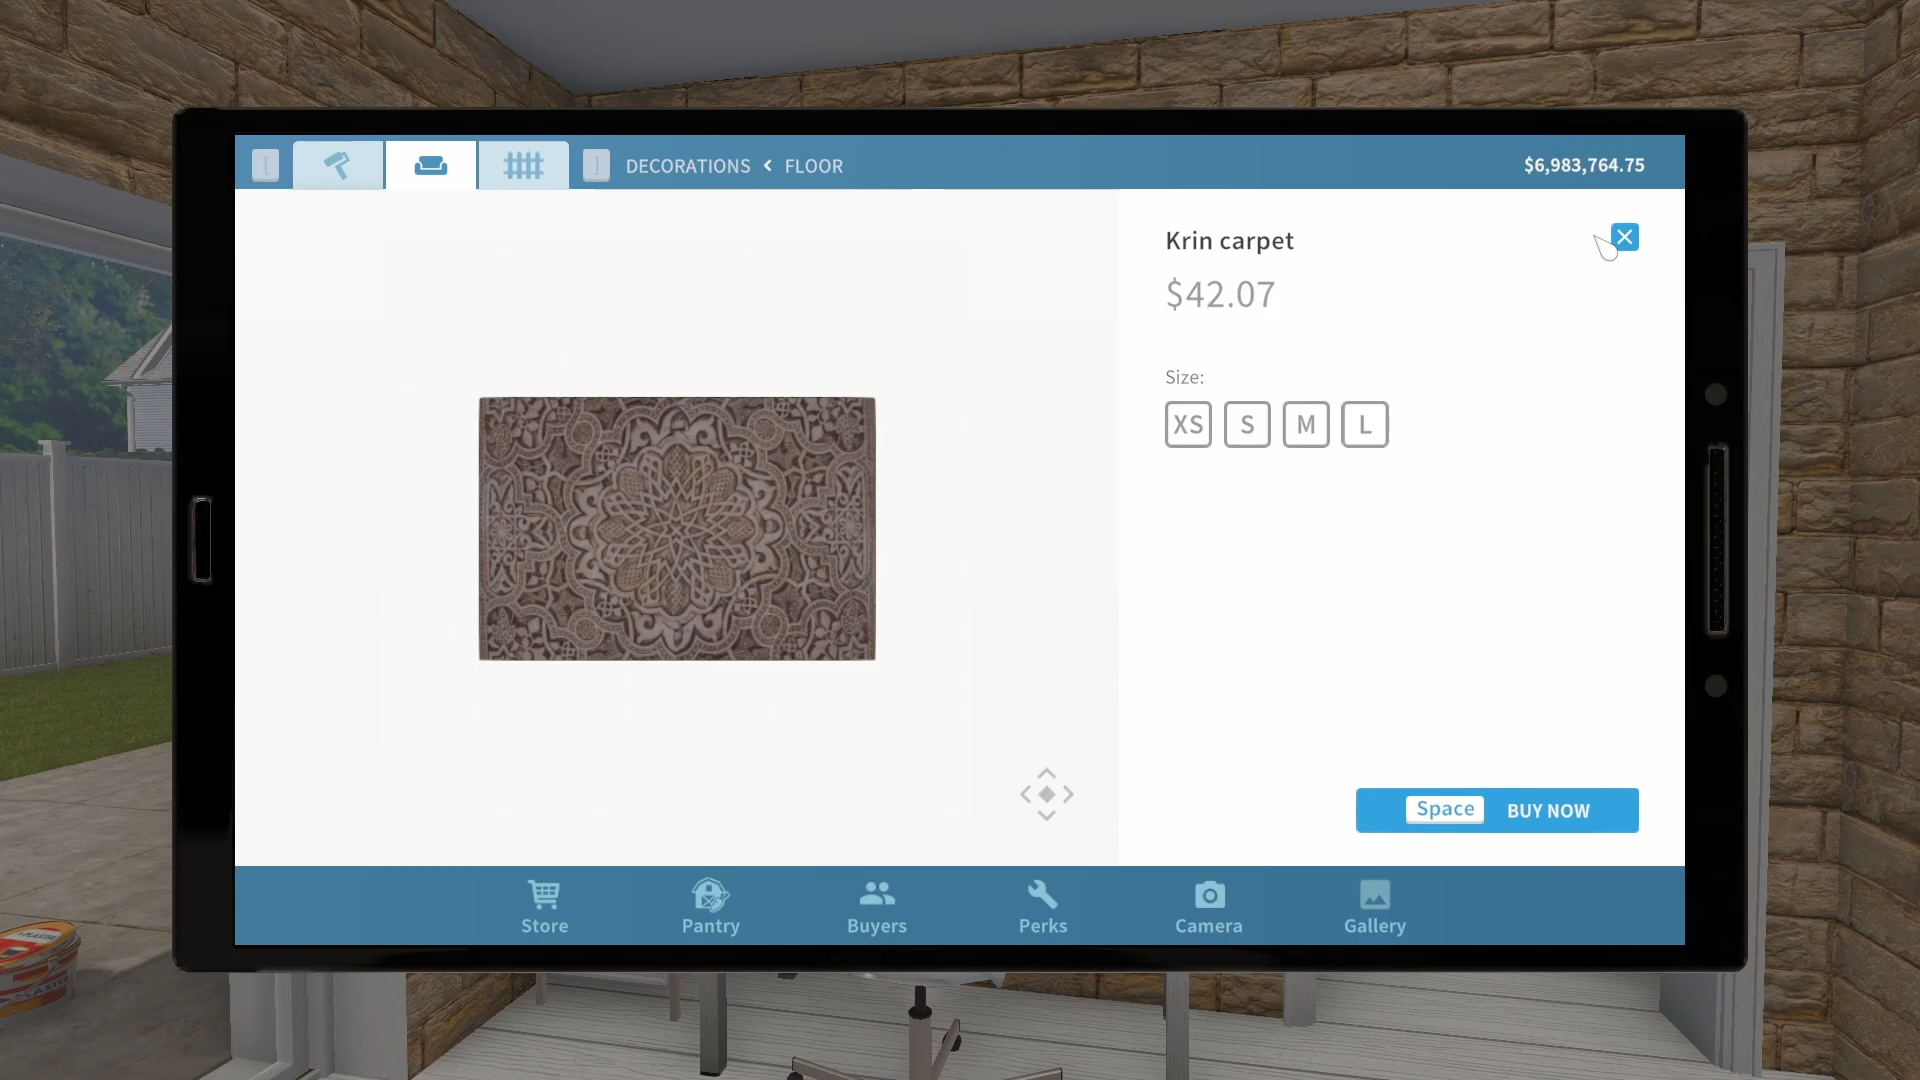 [
]
DECORATIONS < FLOOR
$6,983,764.75
Krin carpet
$42.07
Size:
XS S M L
Space BUY NOW
Store Pantry Buyers Perks Camera Gallery
PLASTER